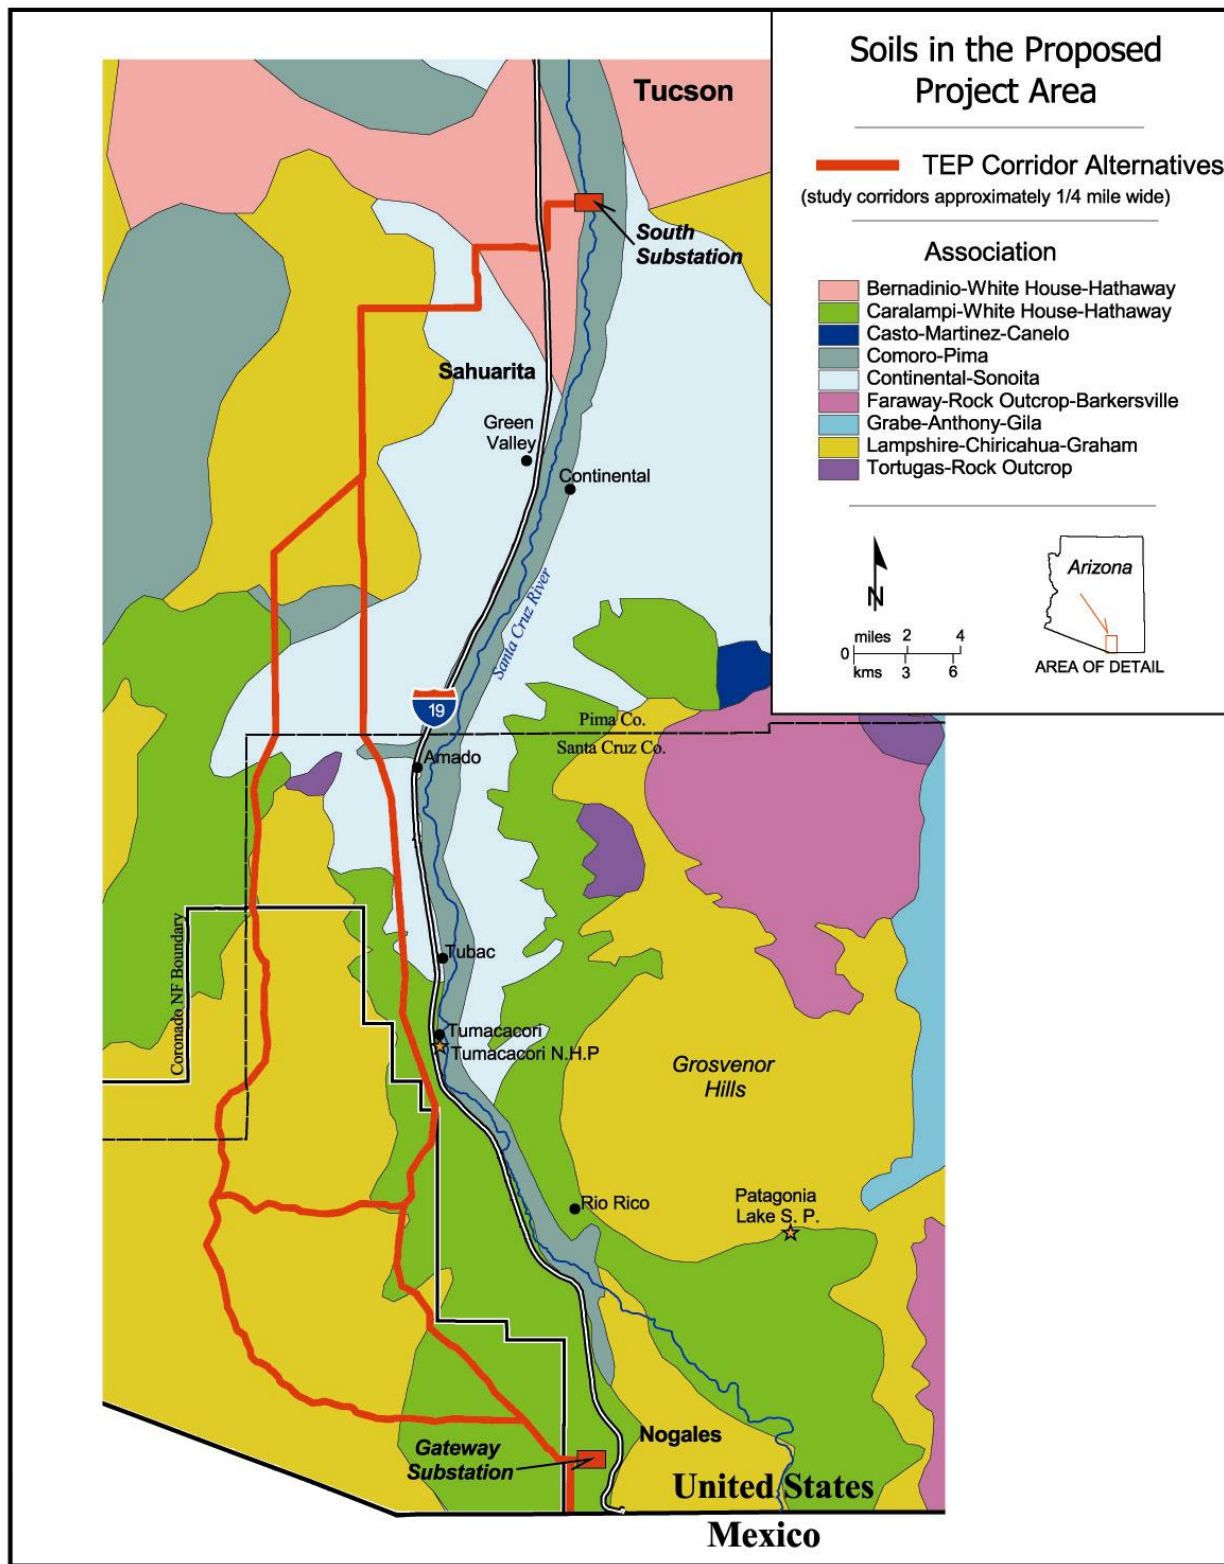 Soils in the Proposed
Project Area
TEP Corridor Alternatives
(study corridors approximately 1/4 mile wide)
Association
Bernadinio-White House-Hathaway
Caralampi-White House-Hathaway
Casto-Martinez-Canelo
Comoro-Pima
Continental-Sonoita
Faraway-Rock Outcrop-Barkersville
Grabe-Anthony-Gila
Lampshire-Chiricahua-Graham
Tortugas-Rock Outcrop
N
miles 2 4
0
kms 3 6
Arizona
AREA OF DETAIL
Tucson
South
Substation
Sahuarita
Green
Valley
Continental
Santa Cruz River
19
Pima Co.
Santa Cruz Co.
Amado
Coronado NF Boundary
Tubac
Tumacacori
Tumacacori N.H.P
Grosvenor
Hills
Rio Rico
Patagonia
Lake S. P.
Nogales
Gateway
Substation
United States
Mexico